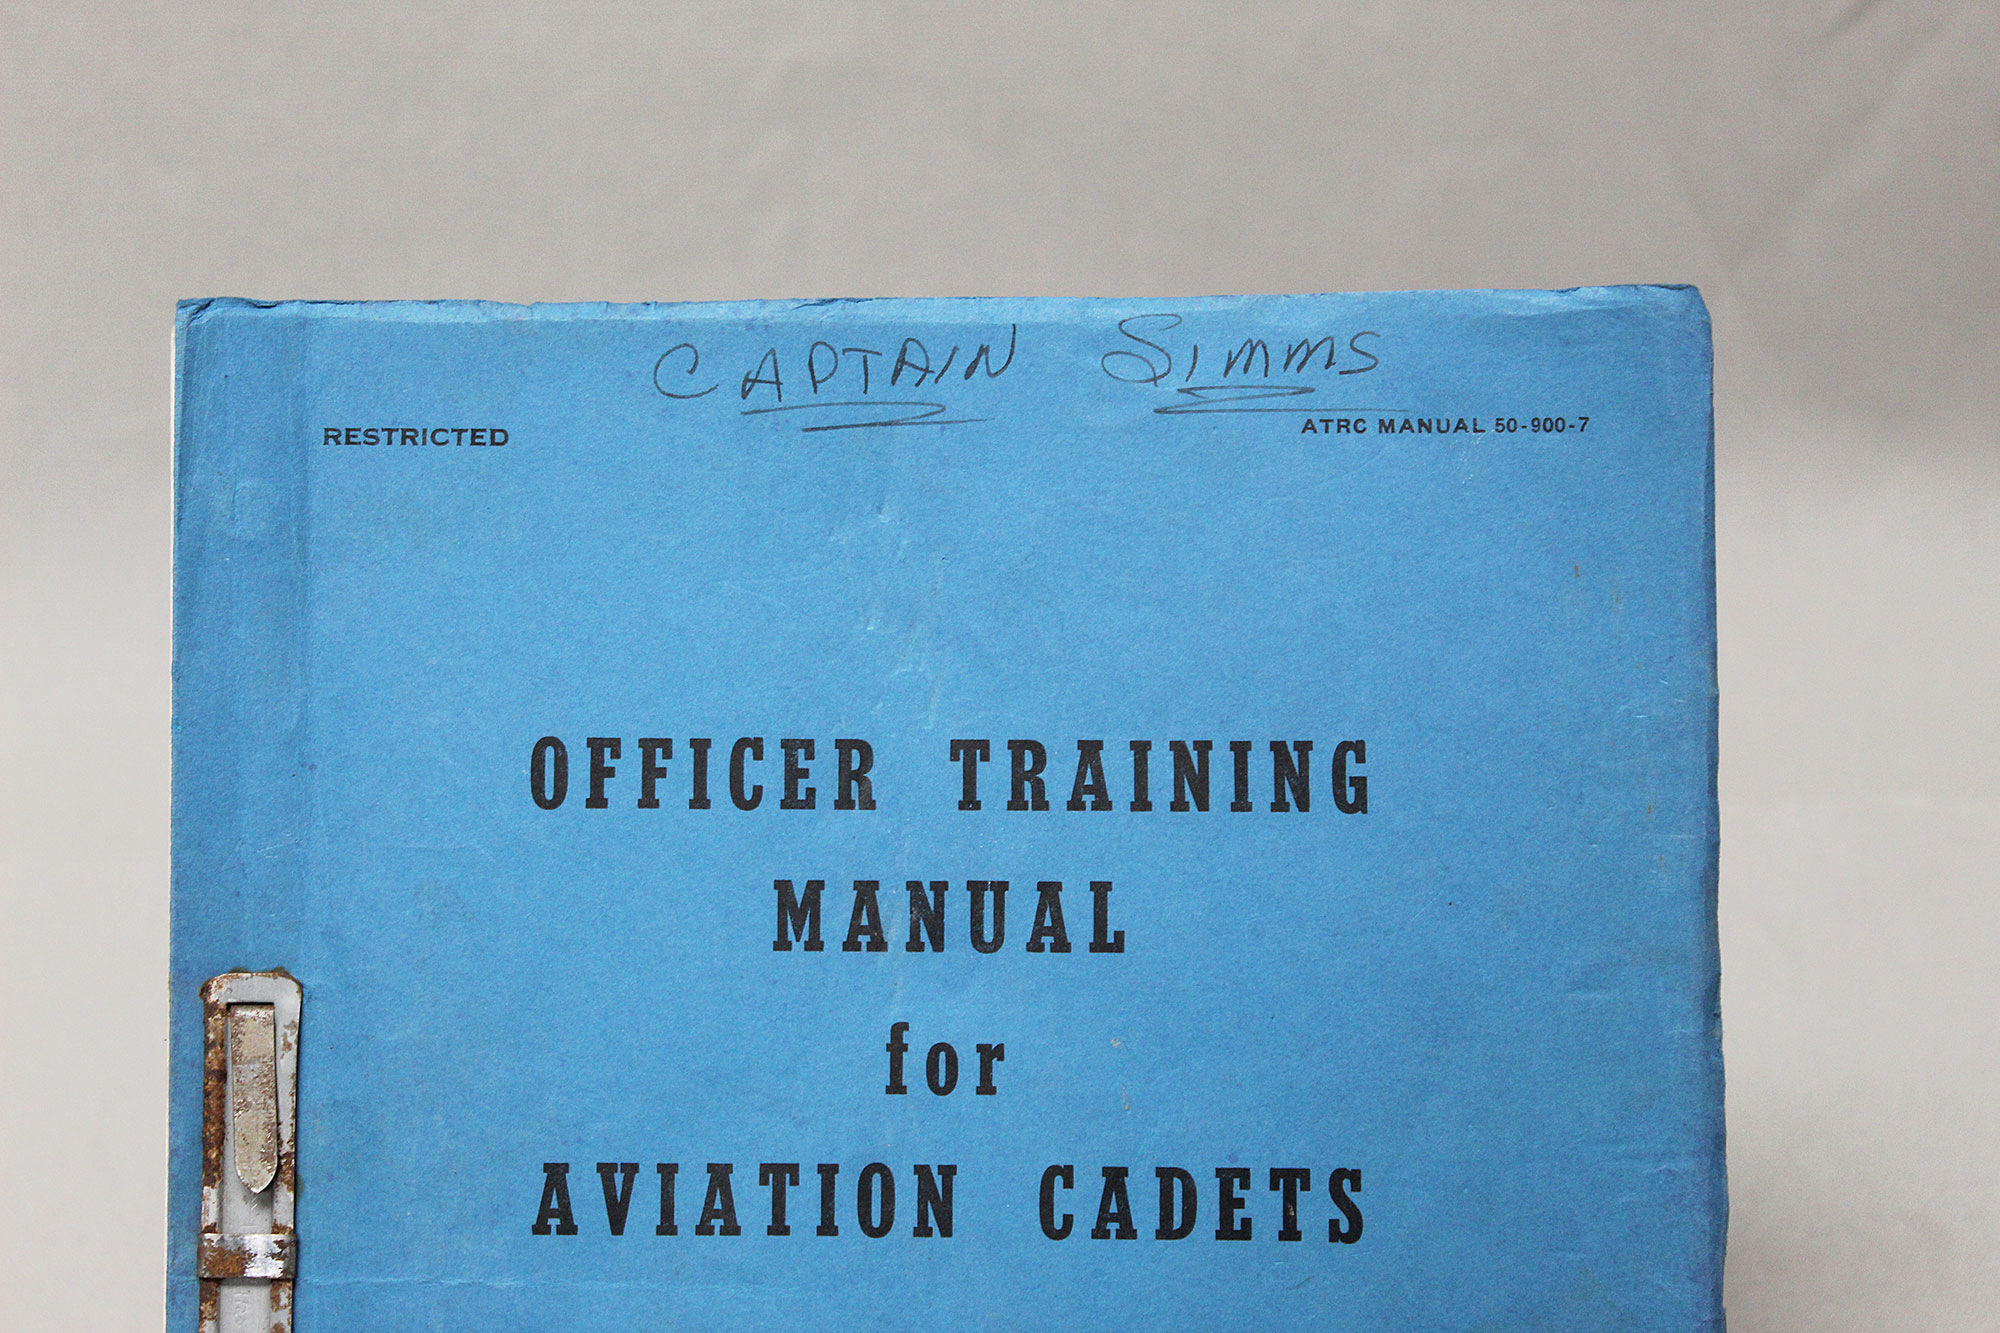 CAPTAIN SIMMS
RESTRICTED
ATRC MANUAL 50-900-7
OFFICER TRAINING
MANUAL
for
AVIATION CADETS